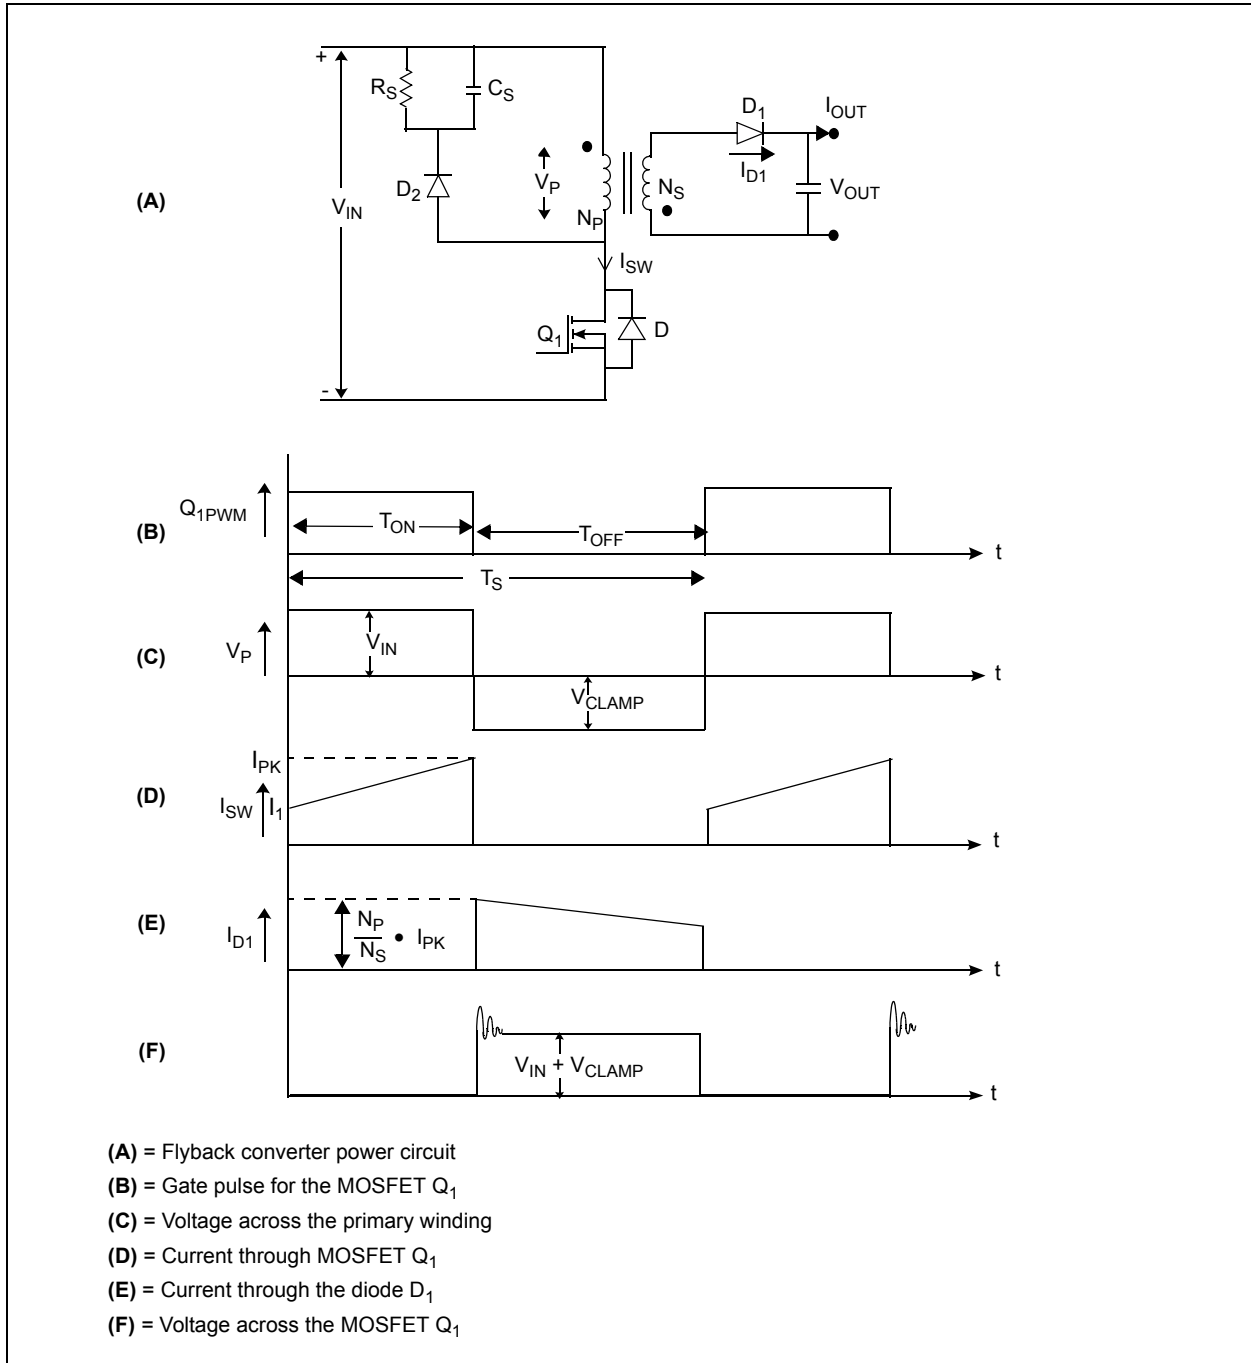 +
R_S
C_S
D_1
I_OUT
I_D1
(A)
V_IN
D_2
V_P
N_P
N_S
V_OUT
I_SW
Q_1
D
-
Q_1PWM
(B)
T_ON
T_OFF
t
T_S
(C)
V_P
V_IN
t
V_CLAMP
I_PK
(D)
I_SW
I_1
t
(E)
I_D1
N_P
N_S
• I_PK
t
(F)
V_IN + V_CLAMP
t
(A) = Flyback converter power circuit
(B) = Gate pulse for the MOSFET Q_1
(C) = Voltage across the primary winding
(D) = Current through MOSFET Q_1
(E) = Current through the diode D_1
(F) = Voltage across the MOSFET Q_1